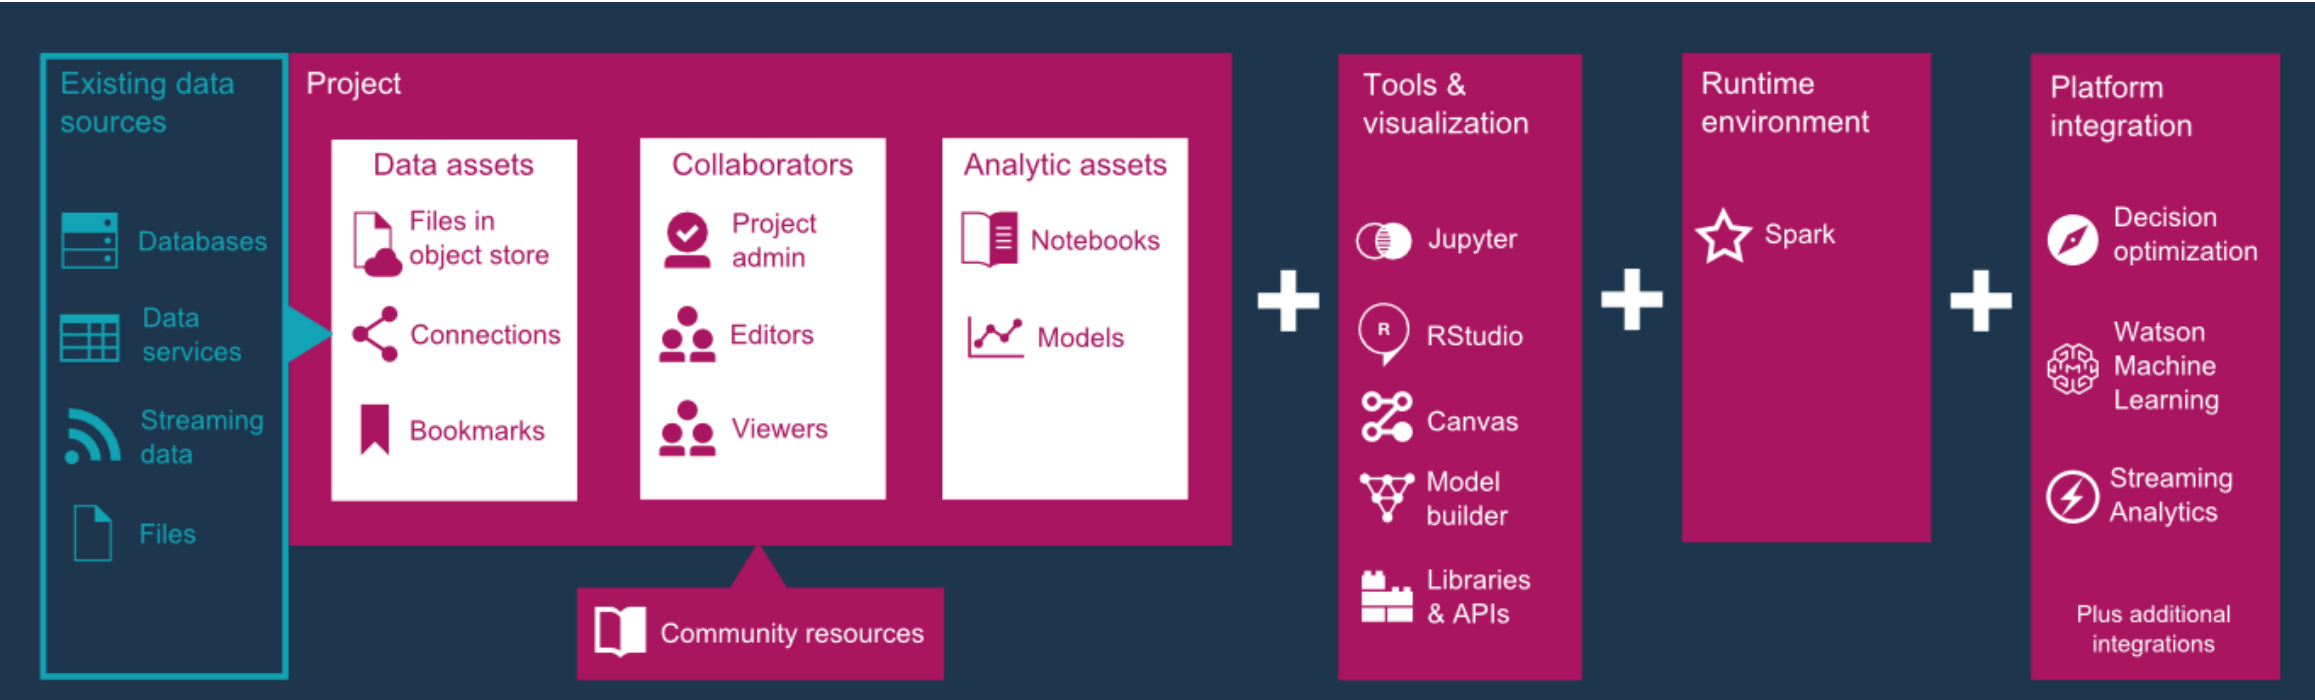 Existing data
sources
Databases
Data
services
Streaming
data
Files
Project
Data assets
Files in
object store
Connections
Bookmarks
Collaborators
Project
admin
Editors
Viewers
Analytic assets
Notebooks
Models
Community resources
Tools &
visualization
Jupyter
R
RStudio
Canvas
Model
builder
Libraries
& APIs
Runtime
environment
Spark
Platform
integration
Decision
optimization
Watson
Machine
Learning
Streaming
Analytics
Plus additional
integrations